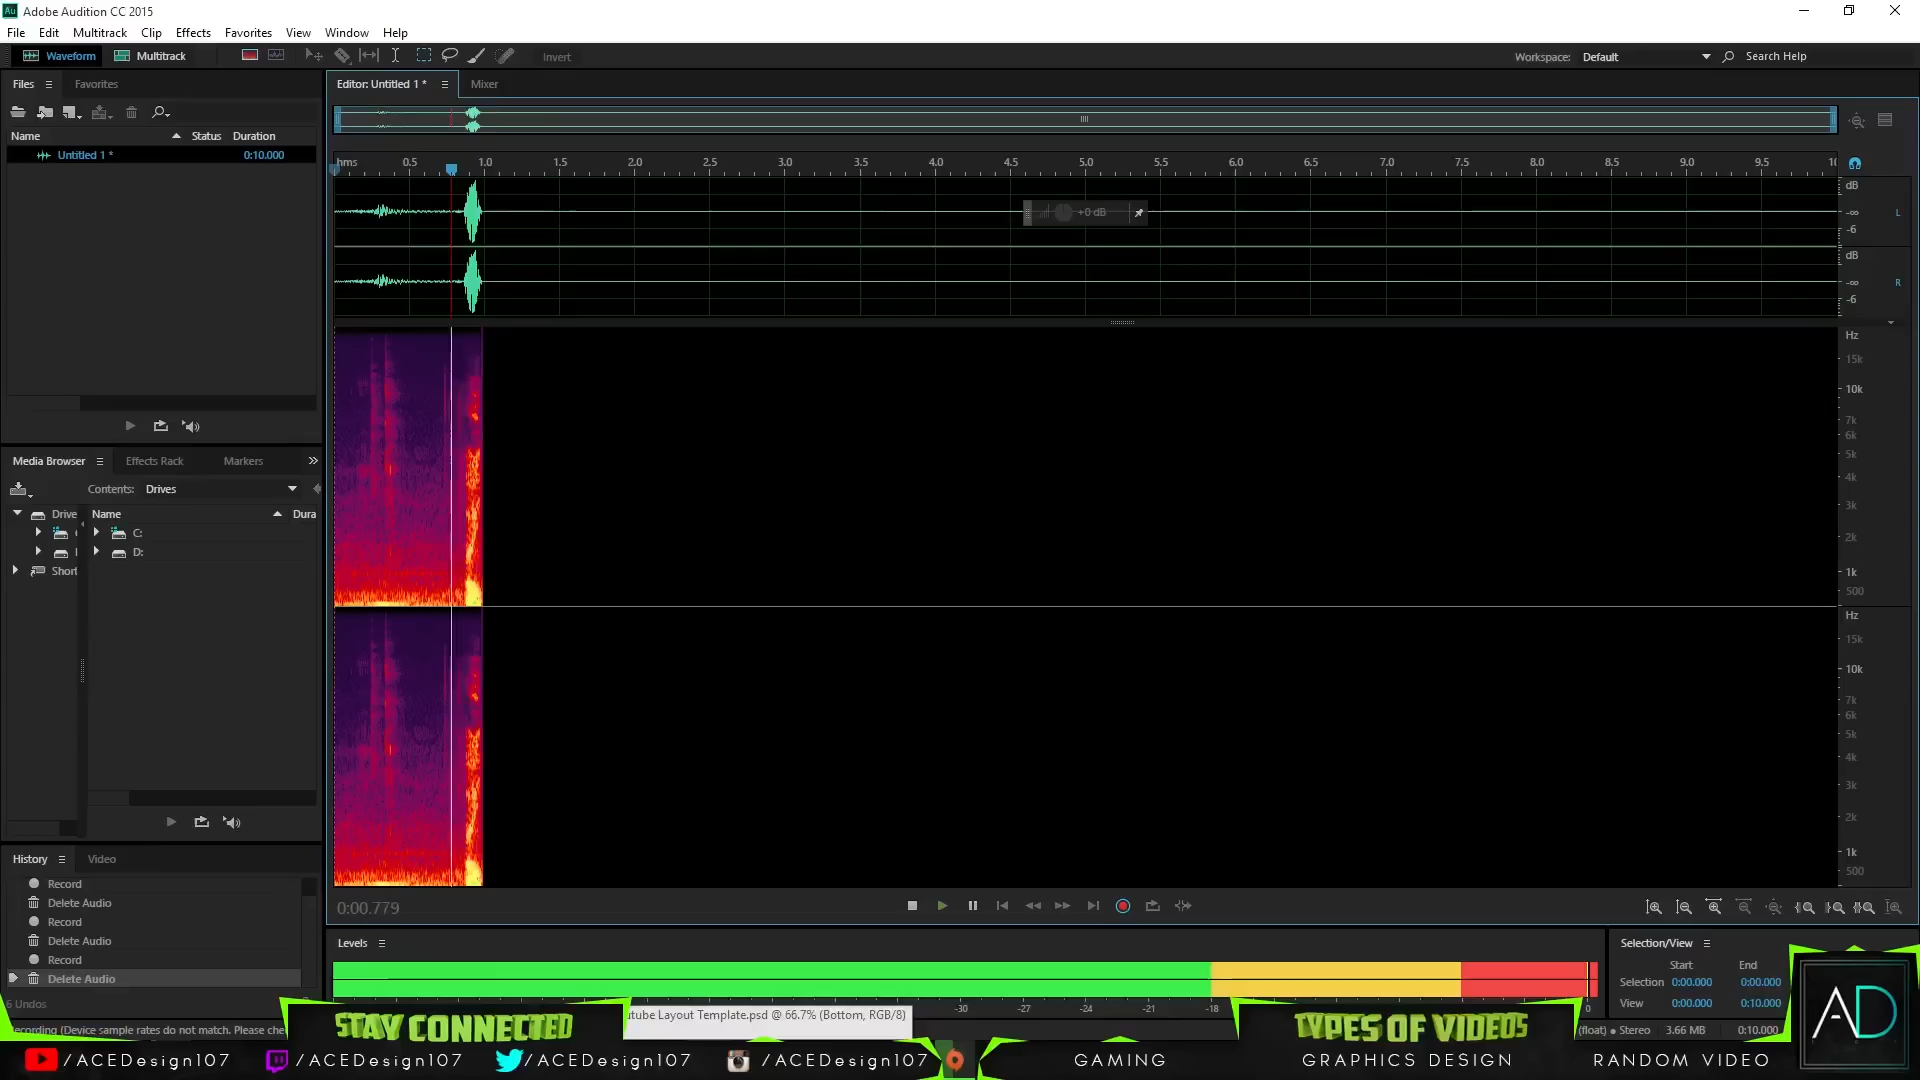 Au Adobe Audition CC 2015
File Edit Multitrack Clip Effects Favorites View Window Help
Waveform Multitrack Invert Workspace: Default Search Help
Files Favorites Editor: Untitled 1 * Mixer
Name Status Duration
Untitled 1 * 0:10.000
hms 0.5 1.0 1.5 2.0 2.5 3.0 3.5 4.0 4.5 5.0 5.5 6.0 6.5 7.0 7.5 8.0 8.5 9.0 9.5 10
dB
+0 dB
-∞ L
-6
dB
-∞ R
-6
Hz
15k
10k
7k
6k
5k
4k
3k
2k
1k
500
Hz
15k
10k
7k
6k
5k
4k
3k
2k
1k
500
Media Browser Effects Rack Markers
Contents: Drives
Drive Name Dura
C:
D:
Short
History Video
Record
Delete Audio
Record
Delete Audio
Record
Delete Audio
6 Undos
0:00.779
Levels
-30 -27 -24 -21 -18 0
Selection/View
Start End
Selection 0:00.000 0:00.000
View 0:00.000 0:10.000
ecording (Device sample rates do not match. Please che
utube Layout Template.psd @ 66.7% (Bottom, RGB/8)
(float) • Stereo 3.66 MB 0:10.000
STAY CONNECTED
TYPES OF VIDEOS
/ACEDesign107 /ACEDesign107 /ACEDesign107 /ACEDesign107
GAMING GRAPHICS DESIGN RANDOM VIDEO
AD